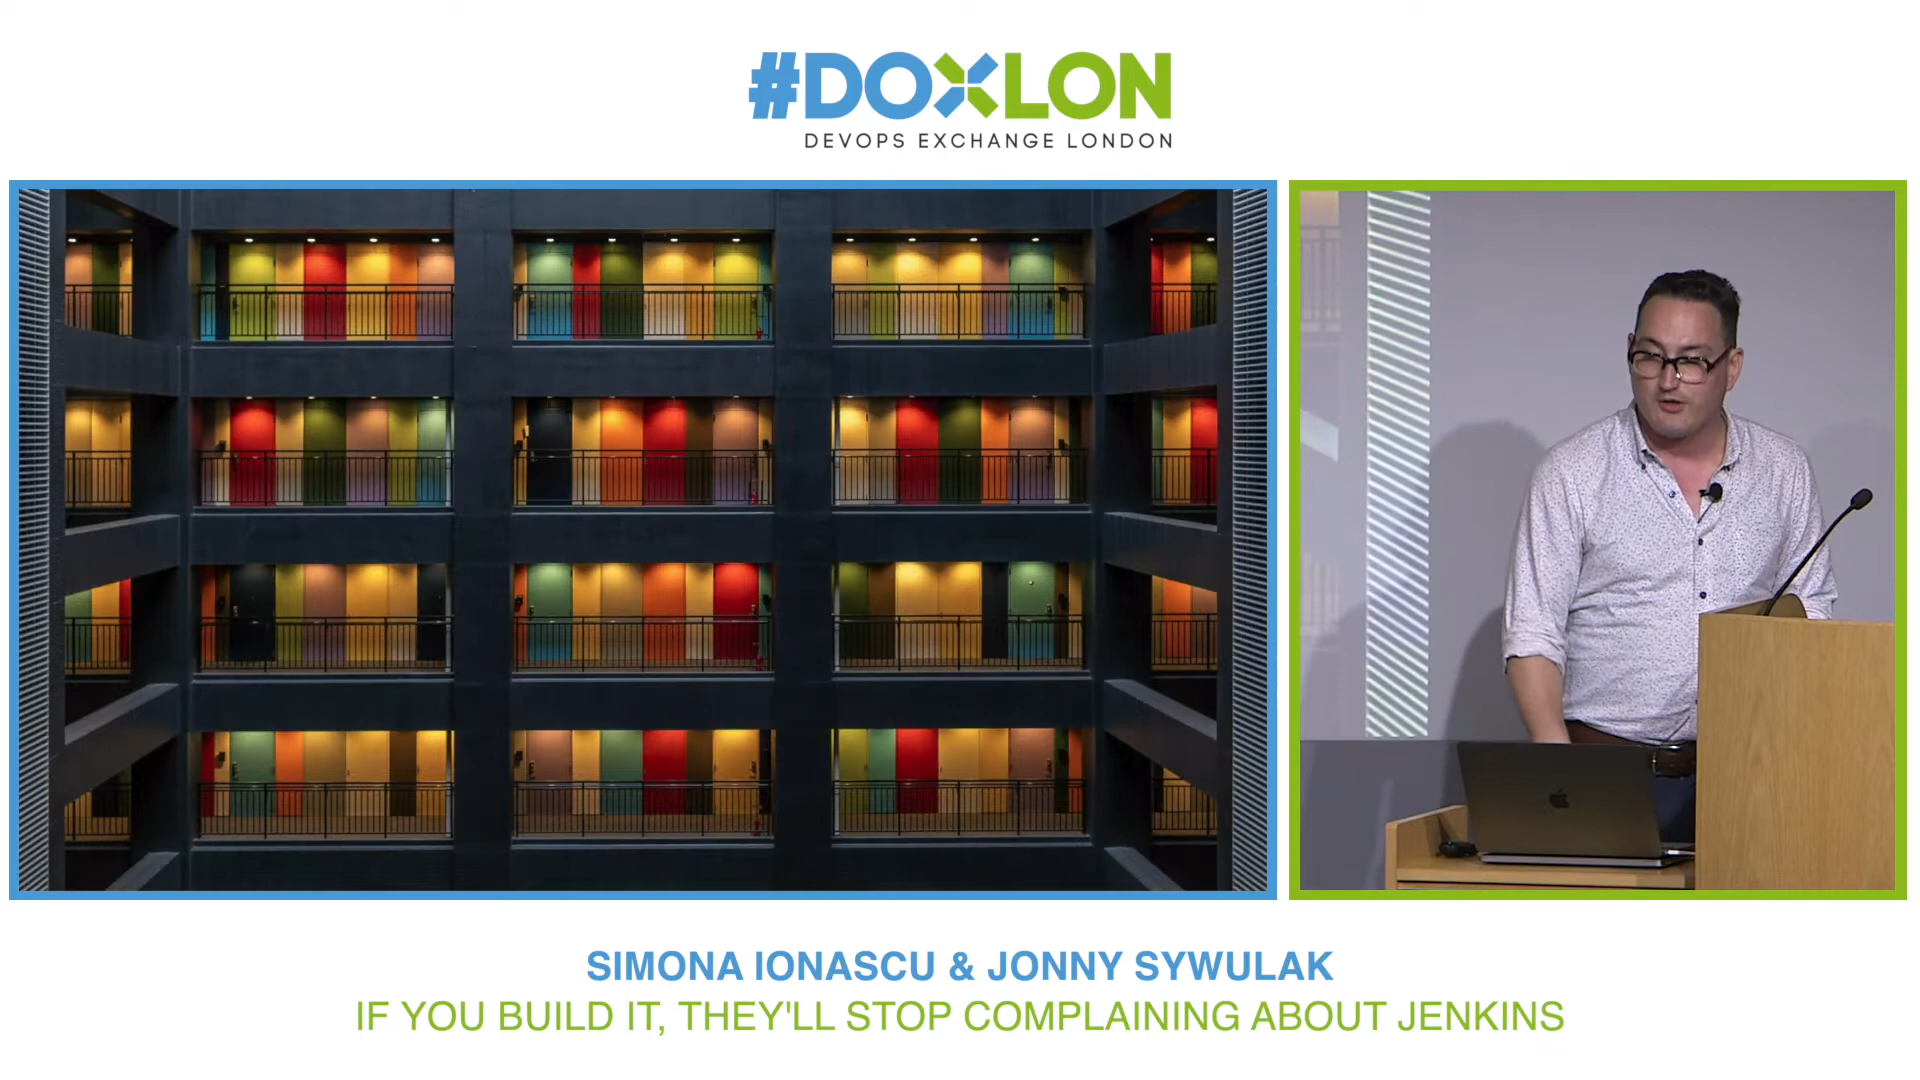 #DOXLON
DEVOPS EXCHANGE LONDON
SIMONA IONASCU & JONNY SYWULAK
IF YOU BUILD IT, THEY'LL STOP COMPLAINING ABOUT JENKINS